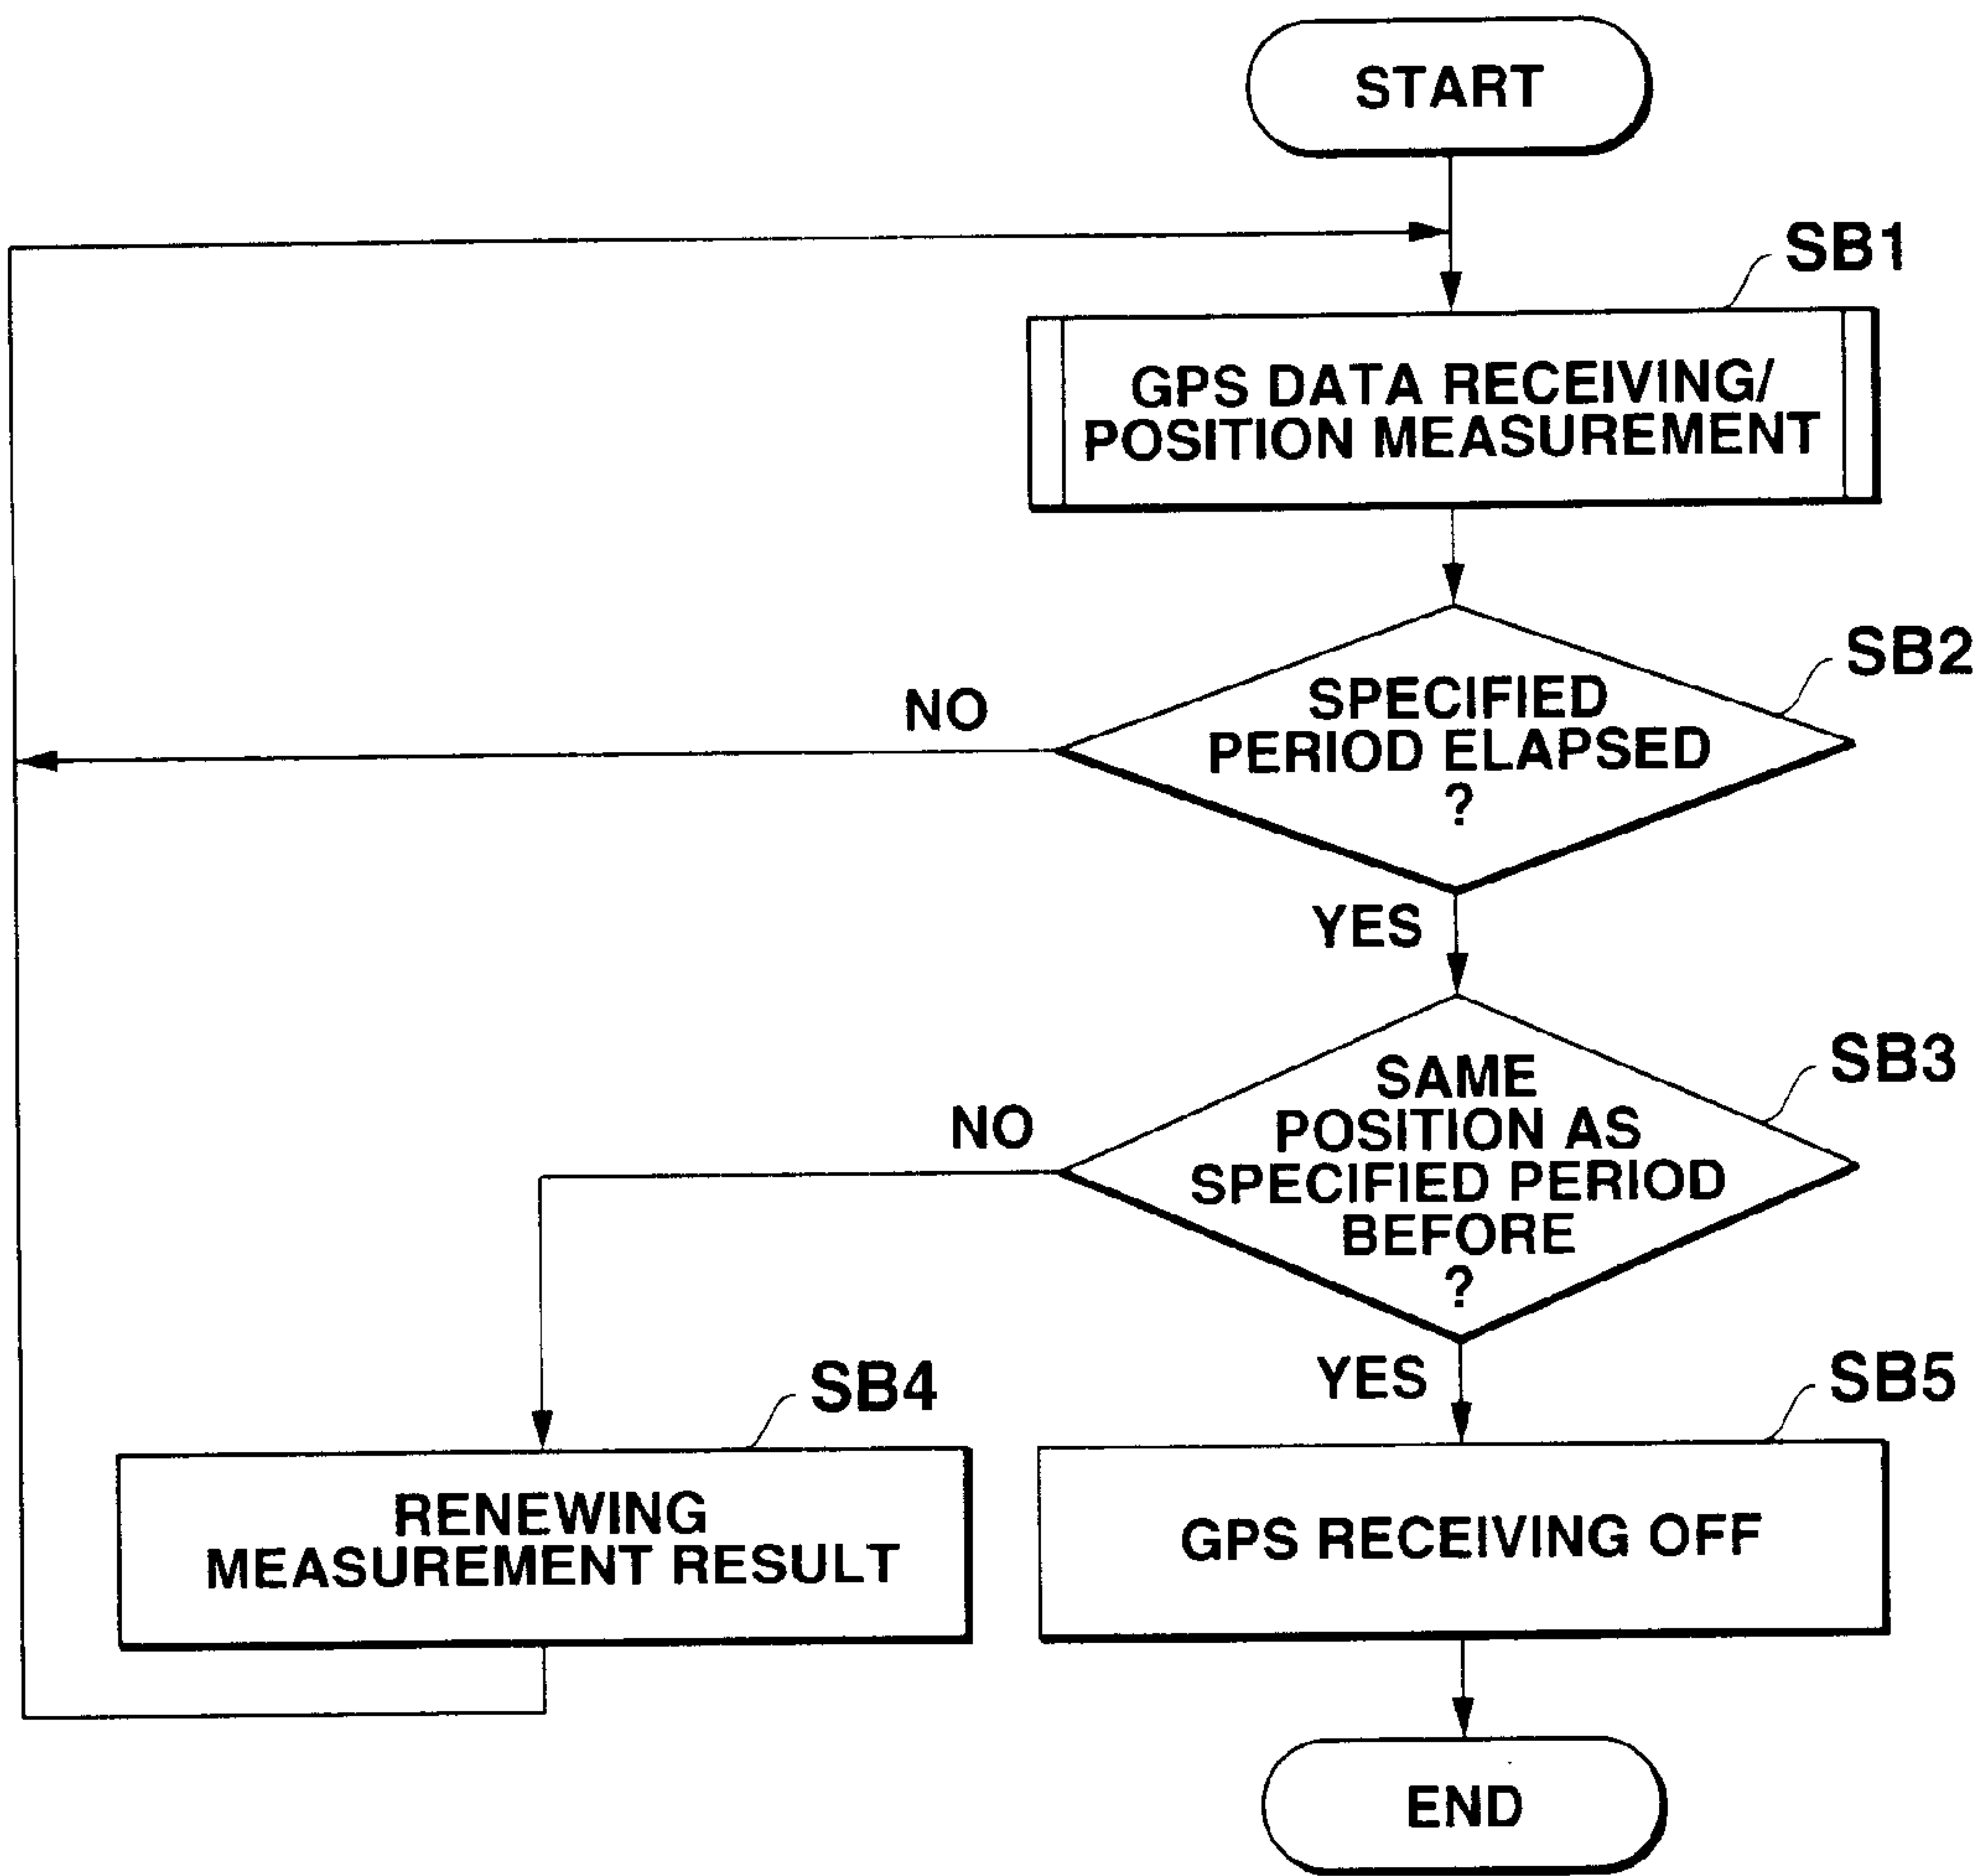 START
SB1
GPS DATA RECEIVING/
POSITION MEASUREMENT
SB2
SPECIFIED
PERIOD ELAPSED
?
NO
YES
SB3
SAME
POSITION AS
SPECIFIED PERIOD
BEFORE
?
NO
YES
SB4
RENEWING
MEASUREMENT RESULT
SB5
GPS RECEIVING OFF
END